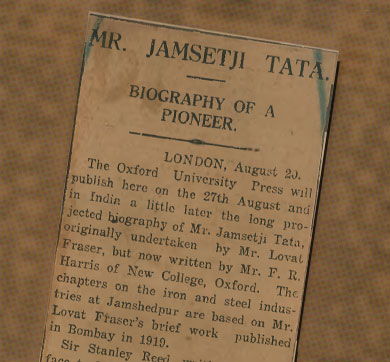 MR. JAMSETJI TATA.
BIOGRAPHY OF A
PIONEER.
LONDON, August 20.
The Oxford University Press will
publish here on the 27th August and
in India a little later the long pro-
jected biography of Mr. Jamsetji Tata,
originally undertaken by Mr. Lovat
Fraser, but now written by Mr. F. R.
Harris of New College, Oxford. The
chapters on the iron and steel indus-
tries at Jamshedpur are based on Mr.
Lovat Fraser's brief work published
in Bombay in 1919.
Sir Stanley Reed